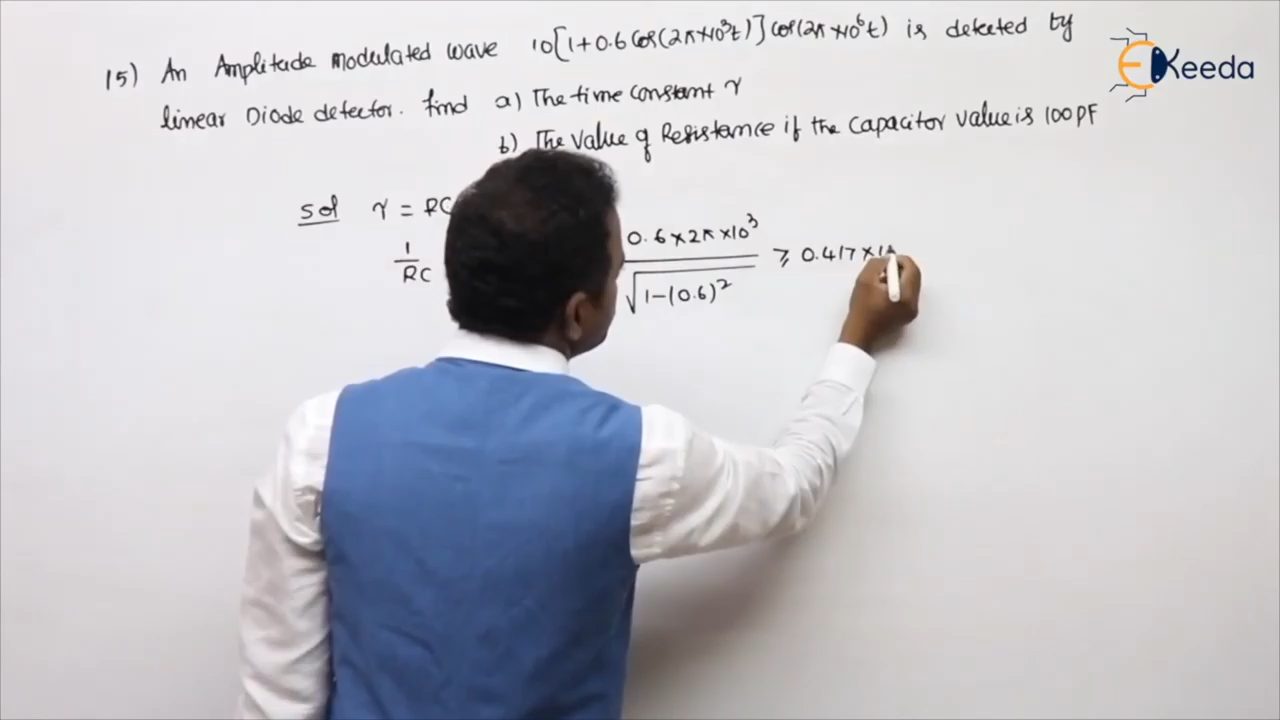 15) An Amplitude modulated wave 10[1+0.6 Cos(2π×10³t)] cos(2π×10⁶t) is detected by
EKeeda
linear Diode detector. Find a) The time constant τ
b) The value of Resistance if the capacitor value is 100 PF
Sol τ = RC
1/RC 0.6×2π×10³ / √1-(0.6)² ≥ 0.417×1